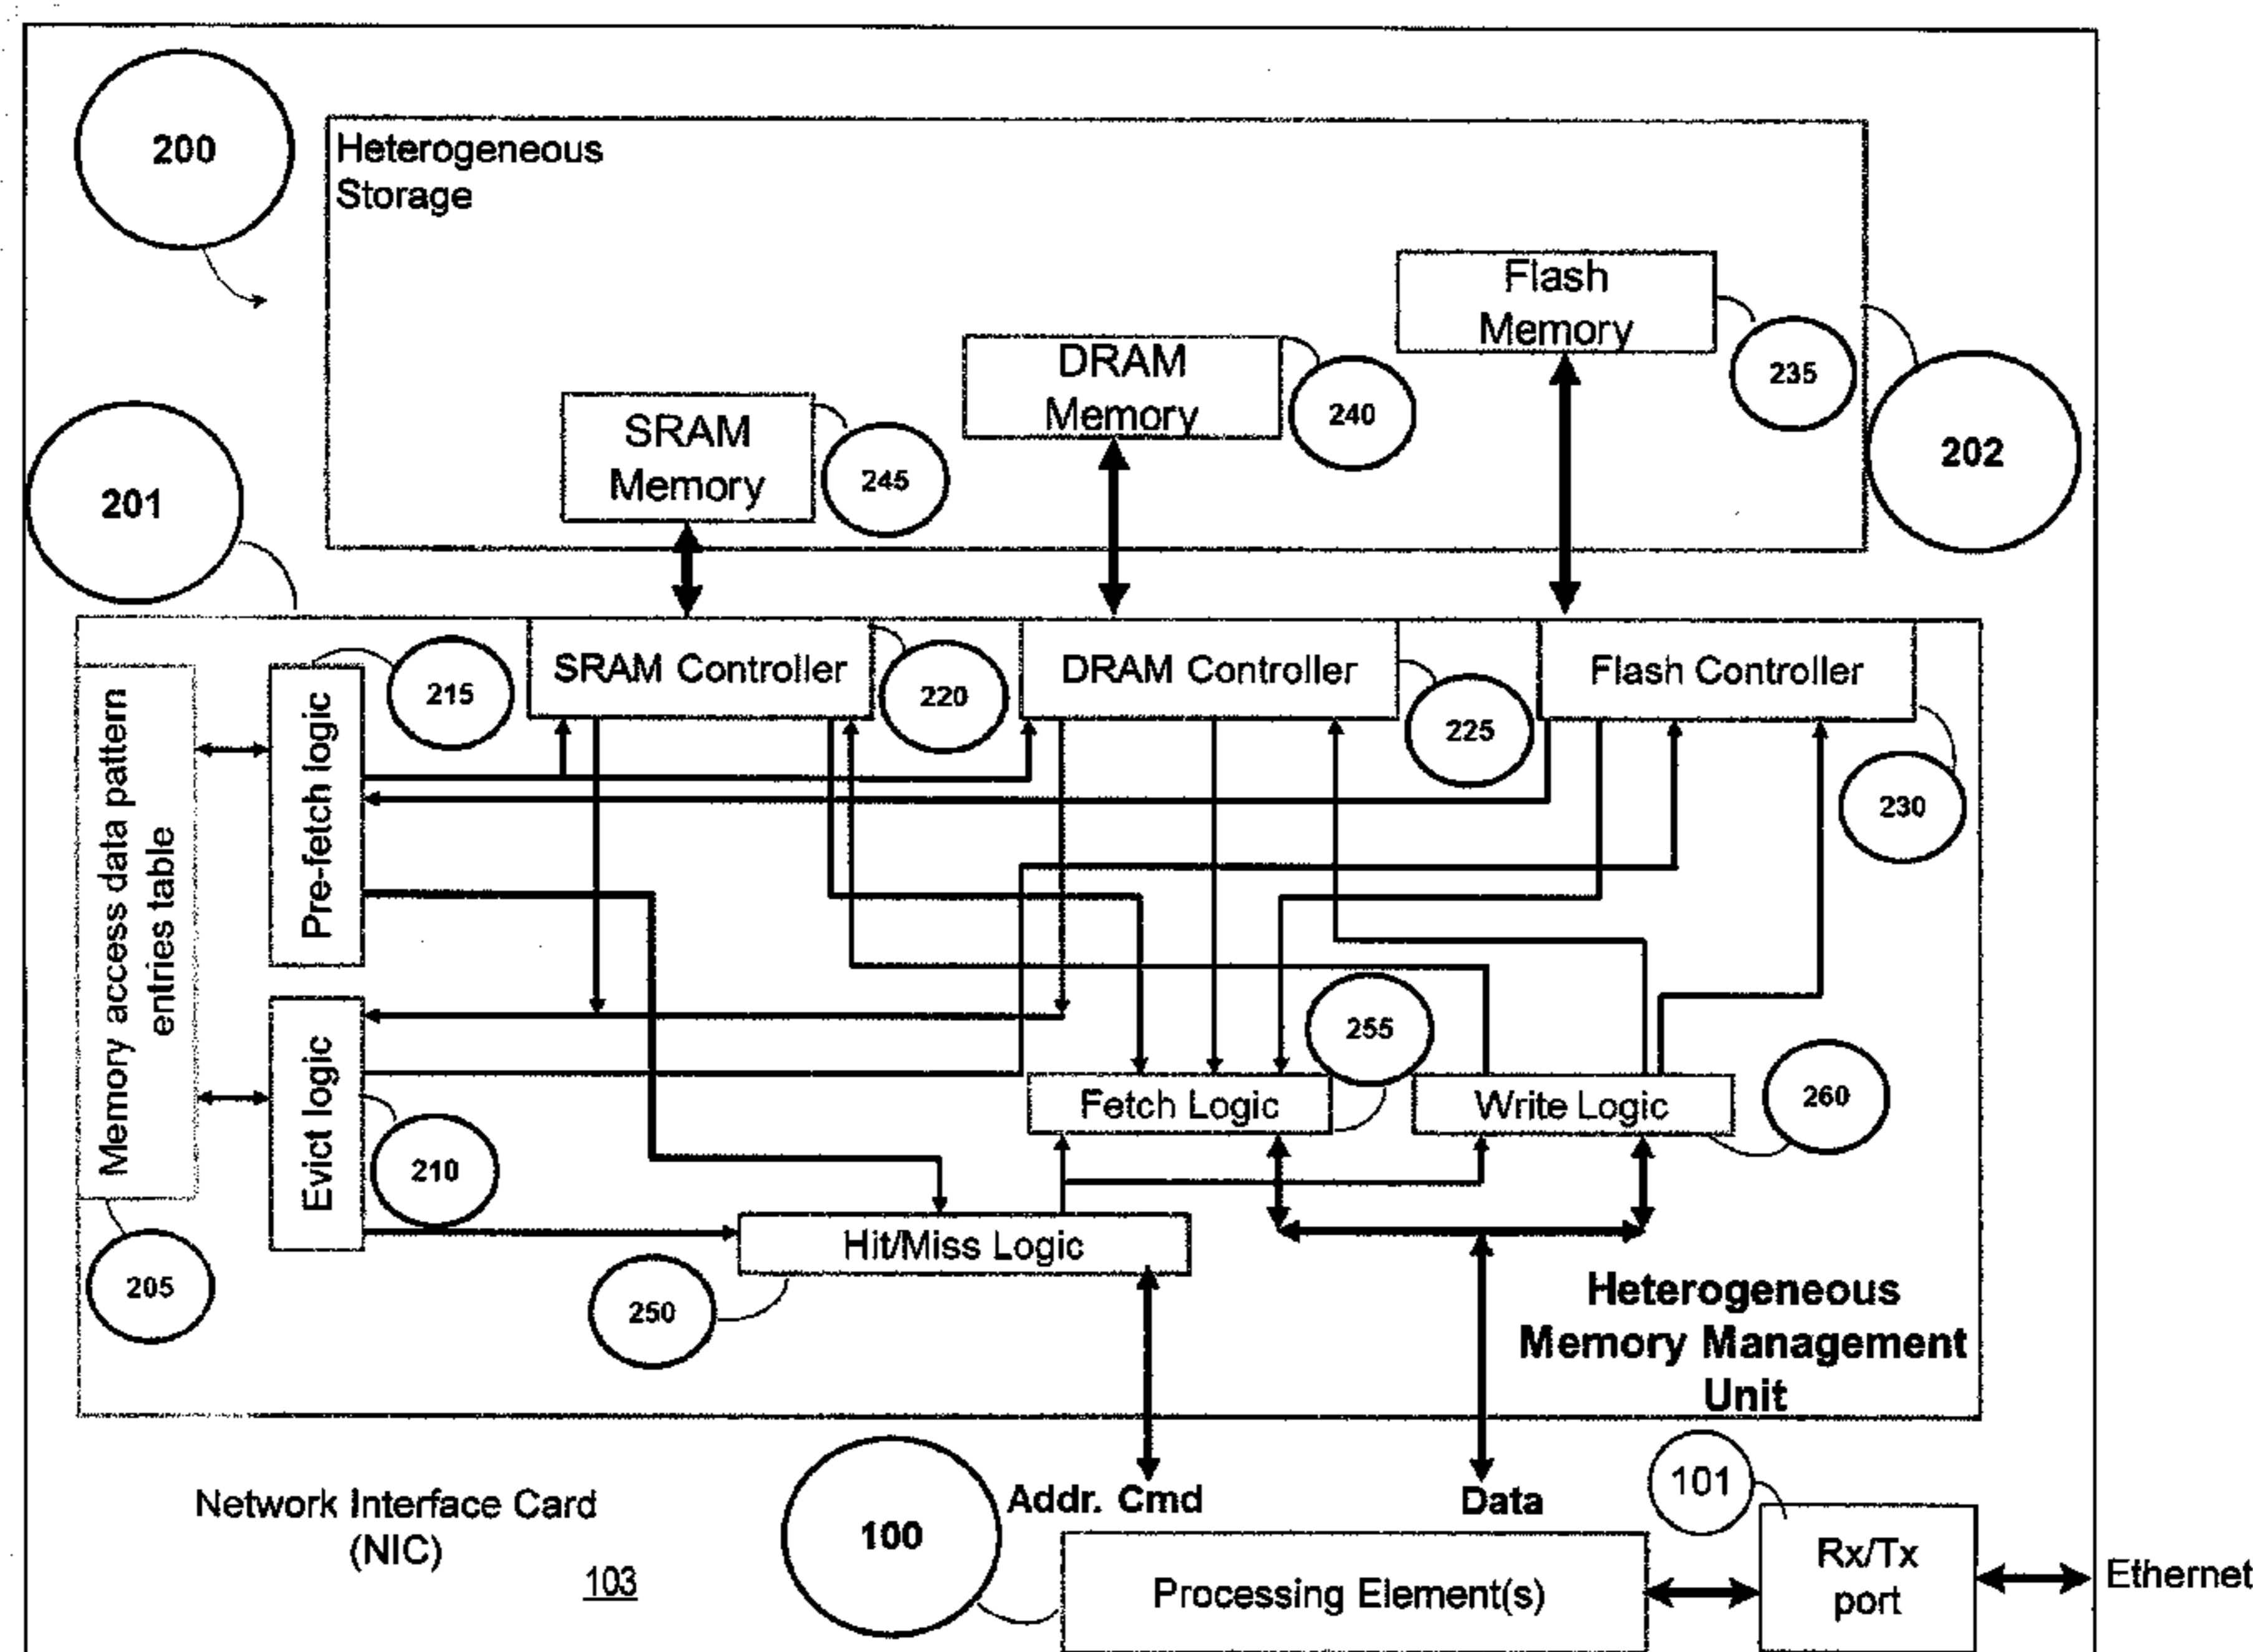 200
Heterogeneous
Storage
Flash
Memory
235
DRAM
Memory
240
202
SRAM
Memory
245
201
215
SRAM Controller
220
DRAM Controller
225
Flash Controller
230
Memory access data pattern
entries table
Pre-fetch logic
Evict logic
210
255
Fetch Logic
Write Logic
260
205
250
Hit/Miss Logic
Heterogeneous
Memory Management
Unit
Network Interface Card
(NIC)
103
100
Addr. Cmd
Data
101
Processing Element(s)
Rx/Tx
port
Ethernet